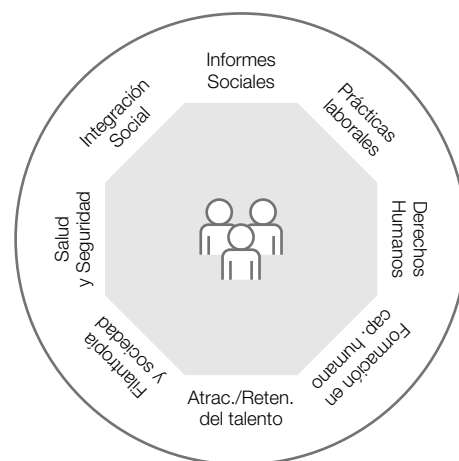 Informes
Sociales
Prácticas
laborales
Derechos
Humanos
Formación en
cap. humano
Atrac./Reten.
del talento
Filantropía
y sociedad
Salud
y Seguridad
Integración
Social